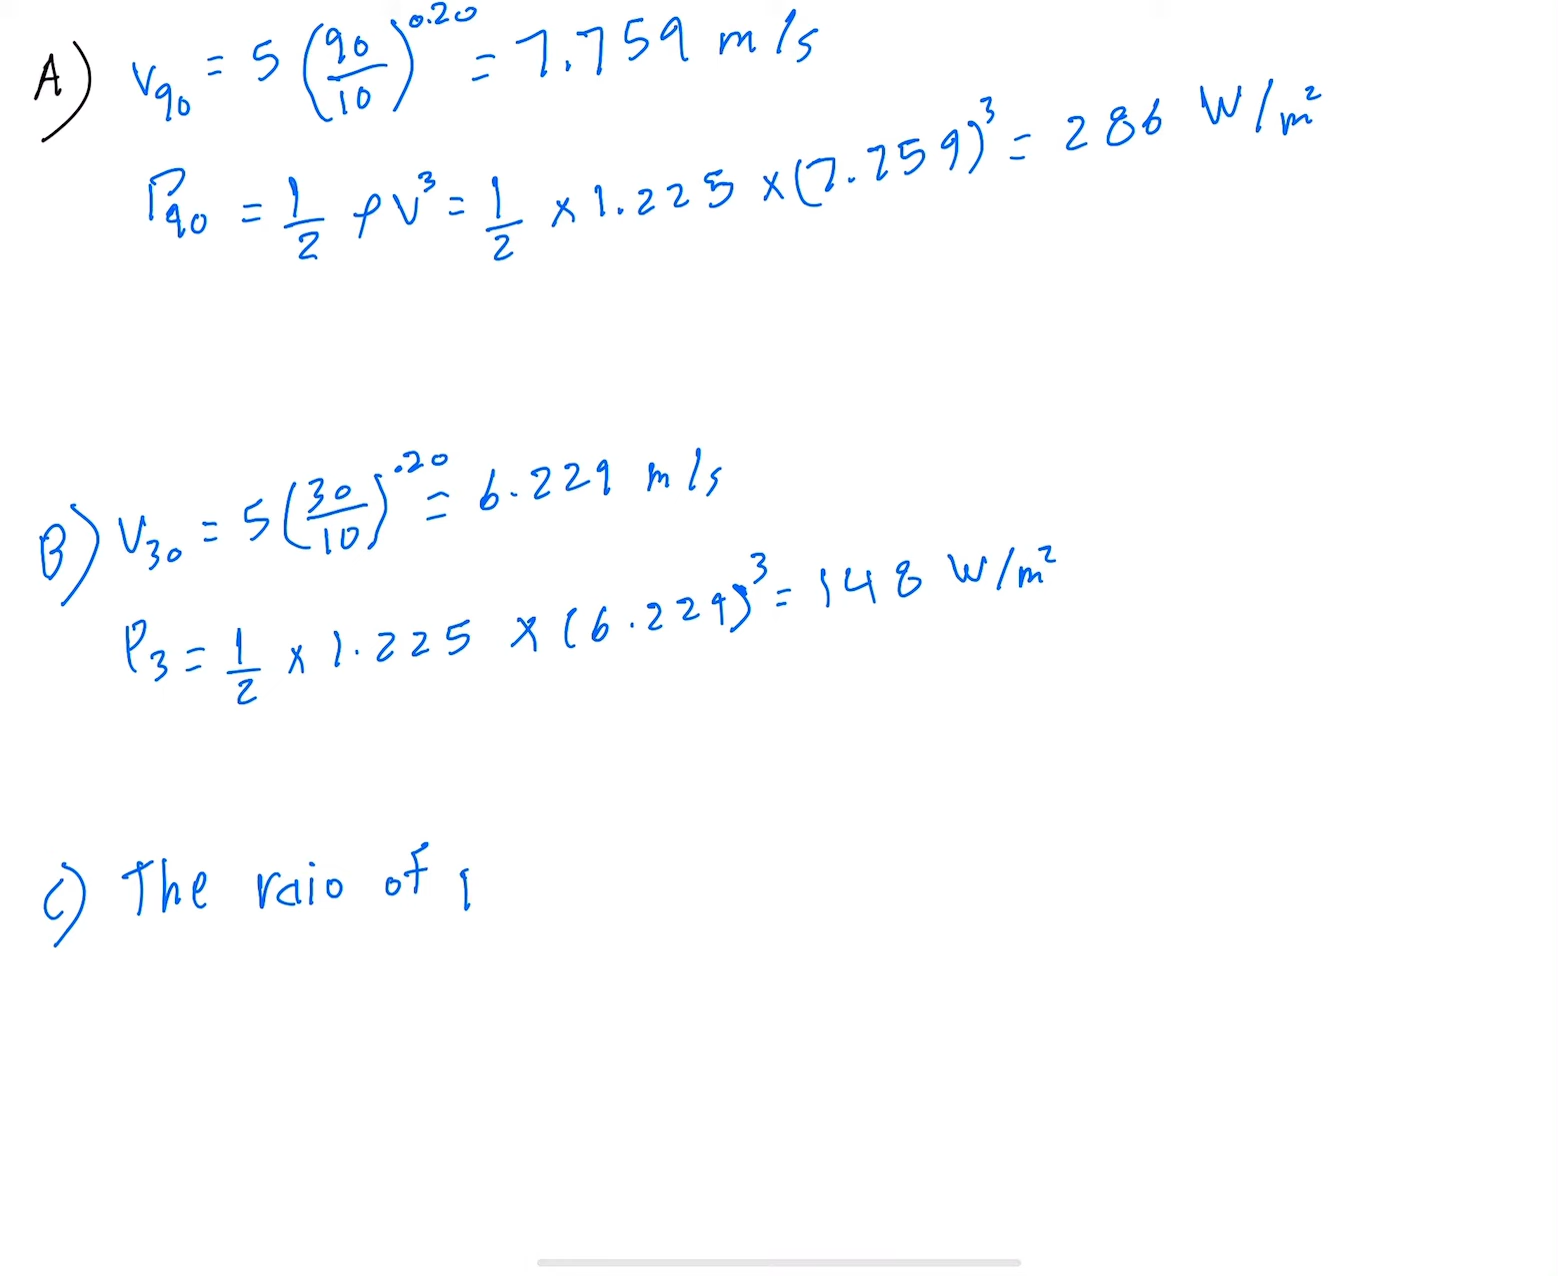 A) V90 = 5 (90/10)^0.20 = 7.759 m/s
P90 = 1/2 ρV³ = 1/2 × 1.225 × (7.759)³ = 286 W/m²
B) V30 = 5 (30/10)^.20 = 6.229 m/s
P3 = 1/2 × 1.225 × (6.229)³ = 148 W/m²
C) The raio of